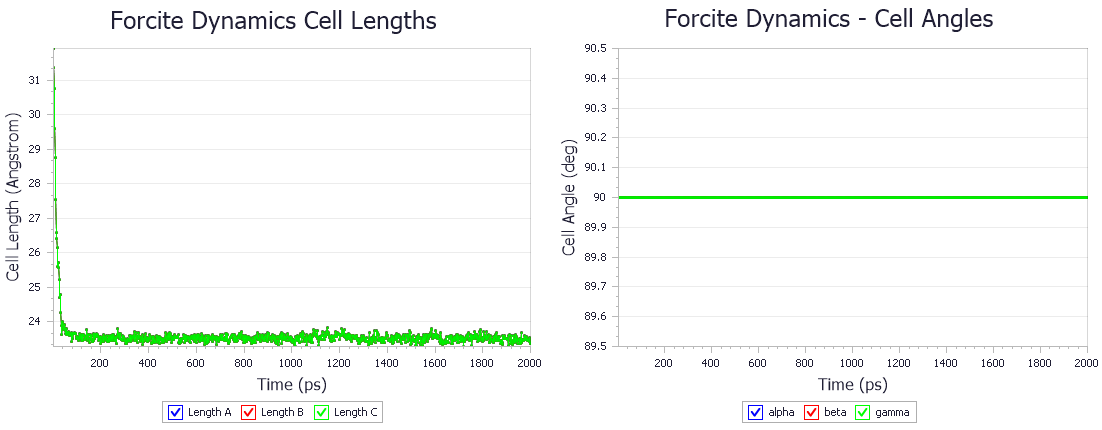 Forcite Dynamics Cell Lengths
Cell Length (Angstrom)
31
30
29
28
27
26
25
24
200 400 600 800 1000 1200 1400 1600 1800 2000
Time (ps)
Length A Length B Length C
Forcite Dynamics - Cell Angles
Cell Angle (deg)
90.5
90.4
90.3
90.2
90.1
90
89.9
89.8
89.7
89.6
89.5
200 400 600 800 1000 1200 1400 1600 1800 2000
Time (ps)
alpha beta gamma